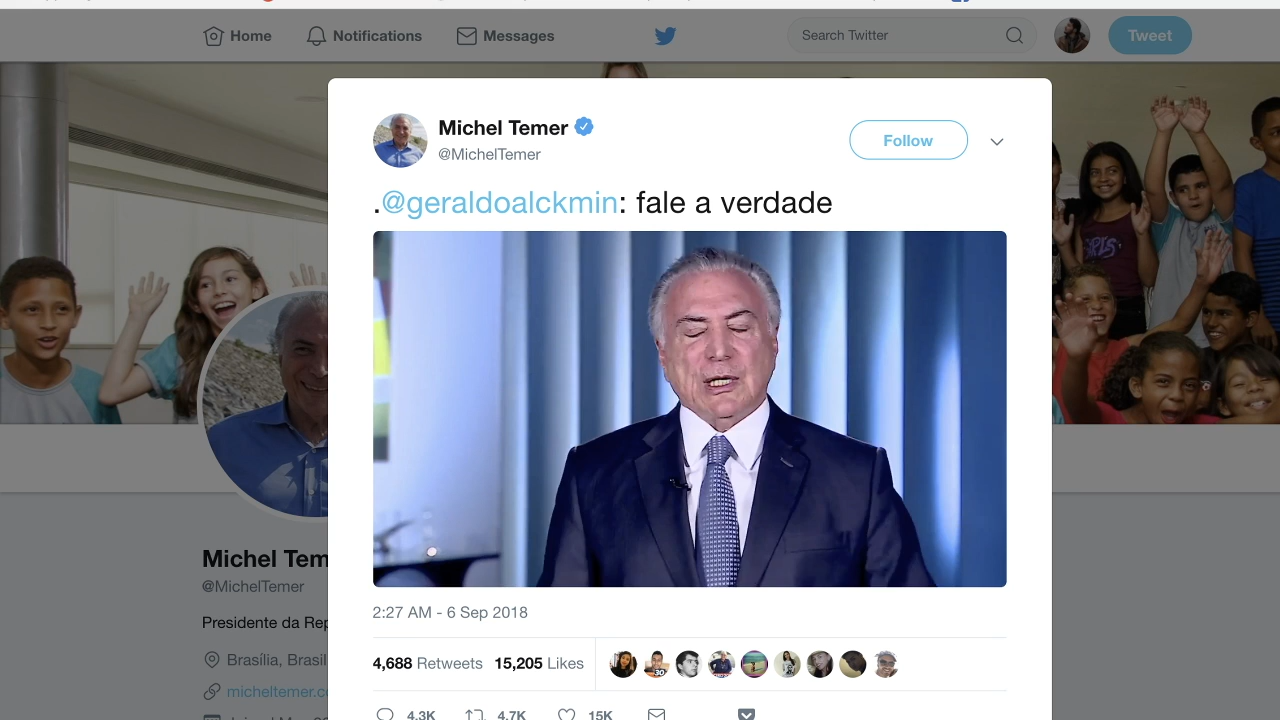 Home
Notifications
Messages
Search Twitter
Tweet
Michel Temer
@MichelTemer
Follow
.@geraldoalckmin: fale a verdade
2:27 AM - 6 Sep 2018
4,688 Retweets 15,205 Likes
4.3K 4.7K 15K
Michel Tem
@MichelTemer
Presidente da Rep
Brasília, Brasil
micheltemer.co